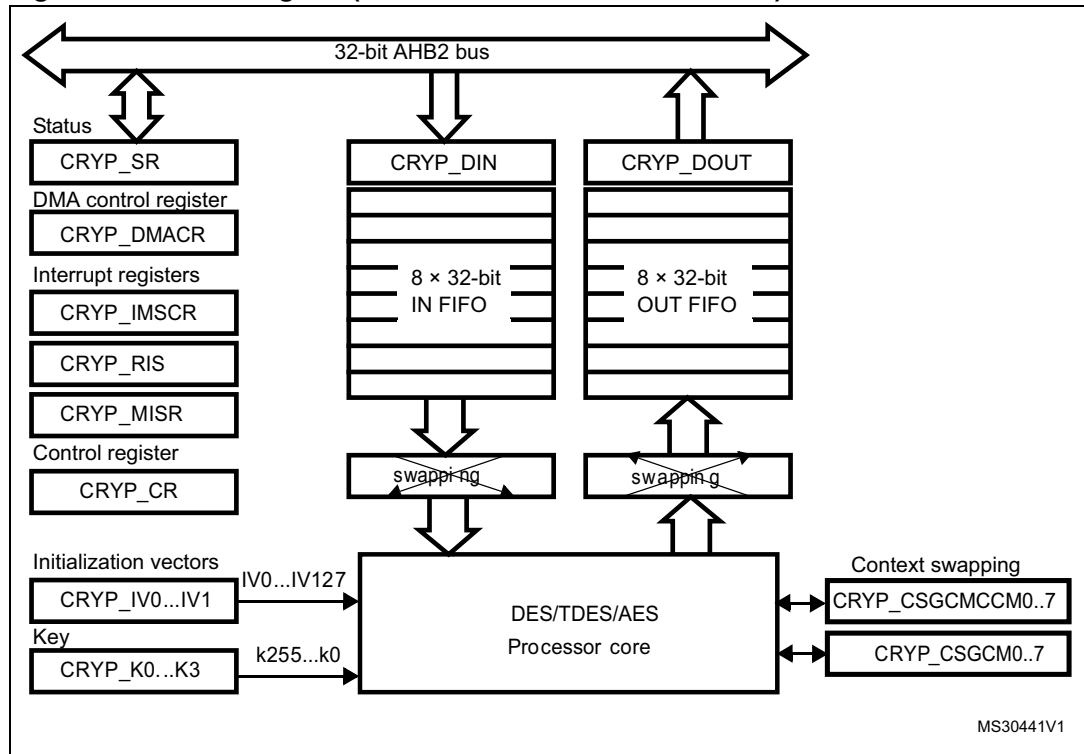 32-bit AHB2 bus
Status
CRYP_SR
DMA control register
CRYP_DMACR
Interrupt registers
CRYP_IMSCR
CRYP_RIS
CRYP_MISR
Control register
CRYP_CR
CRYP_DIN
8 × 32-bit
IN FIFO
swapping
CRYP_DOUT
8 × 32-bit
OUT FIFO
swapping
Initialization vectors
CRYP_IV0...IV1
IV0...IV127
Key
CRYP_K0...K3
k255...k0
DES/TDES/AES
Processor core
Context swapping
CRYP_CSGCMCCM0..7
CRYP_CSGCM0..7
MS30441V1